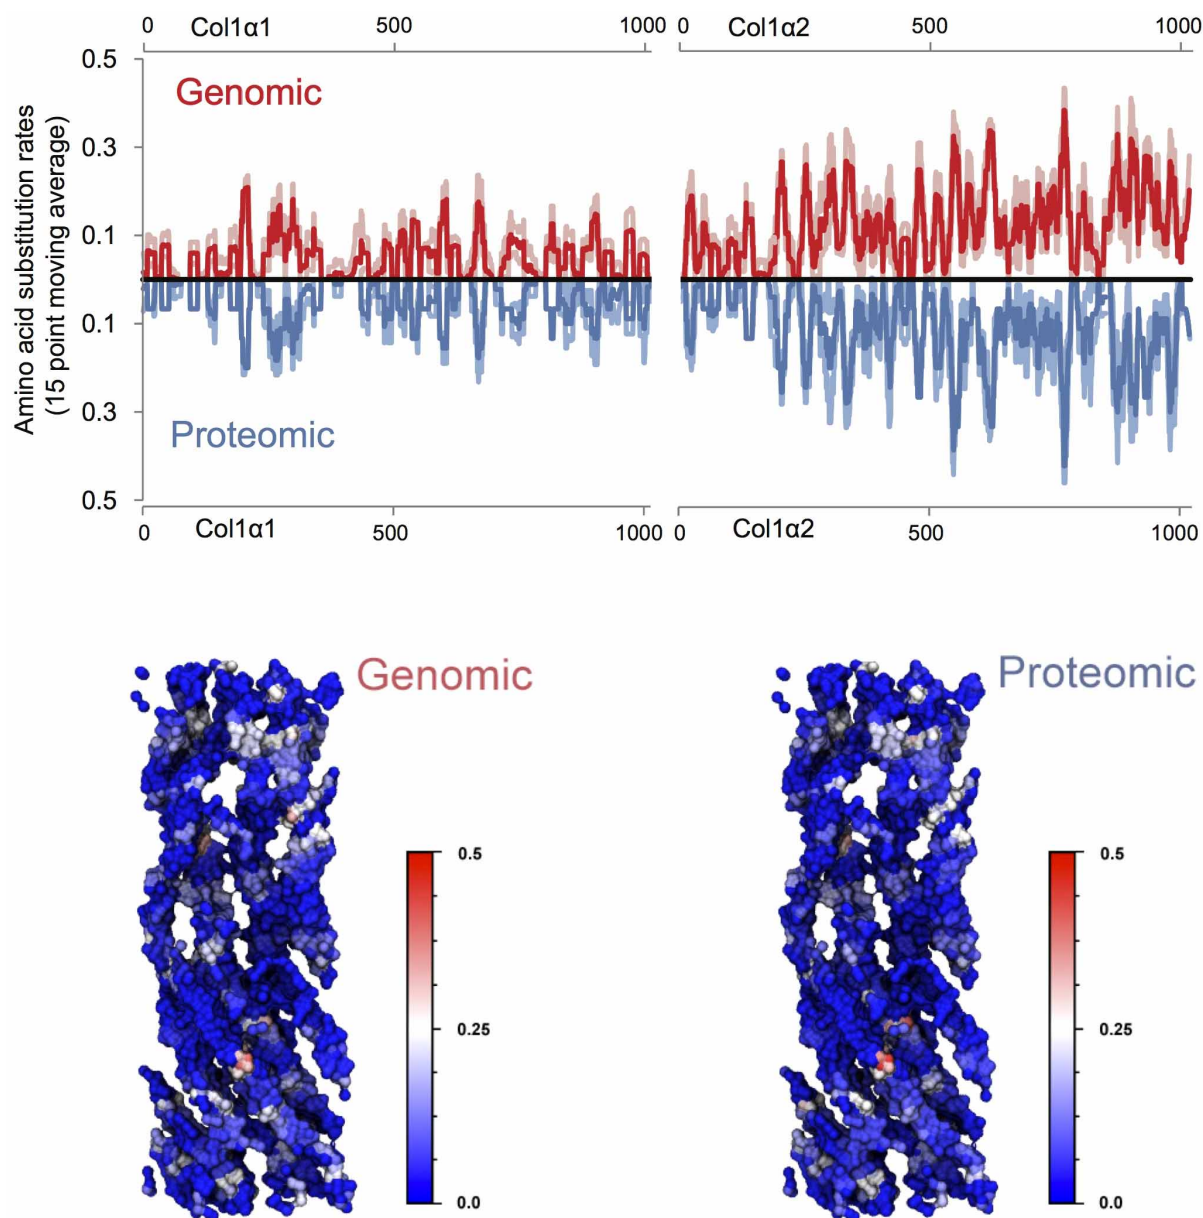 0 Col1α1 500 1000 0 Col1α2 500 1000
0.5
Genomic
0.3
0.1
0.1
0.3
Proteomic
0.5
Amino acid substitution rates
(15 point moving average)
0 Col1α1 500 1000 0 Col1α2 500 1000
Genomic
Proteomic
0.5
0.25
0.0
0.5
0.25
0.0